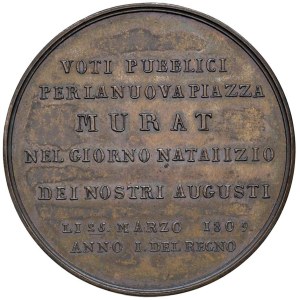 VOTI PUBBLICI
PER LA NUOVA PIAZZA
MURAT
NEL GIORNO NATALIZIO
DEI NOSTRI AUGUSTI
LI 25. MARZO 1809.
ANNO I. DEL REGNO